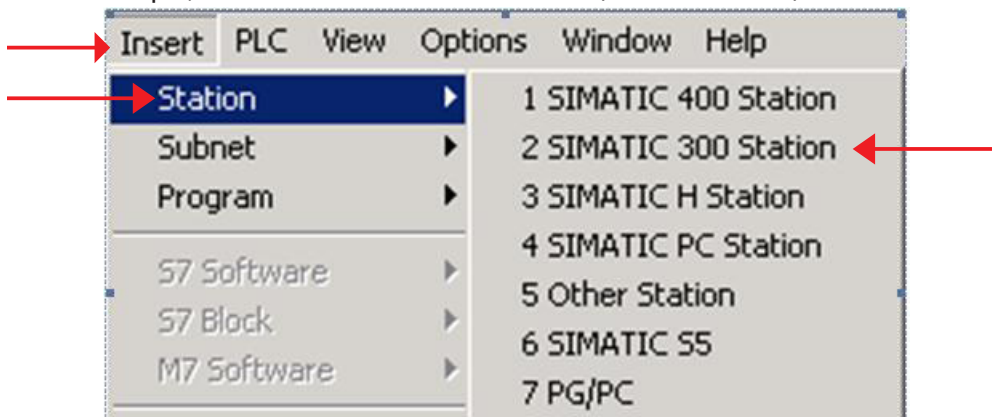 Insert PLC View Options Window Help
Station
Subnet
Program
S7 Software
S7 Block
M7 Software
1 SIMATIC 400 Station
2 SIMATIC 300 Station
3 SIMATIC H Station
4 SIMATIC PC Station
5 Other Station
6 SIMATIC S5
7 PG/PC